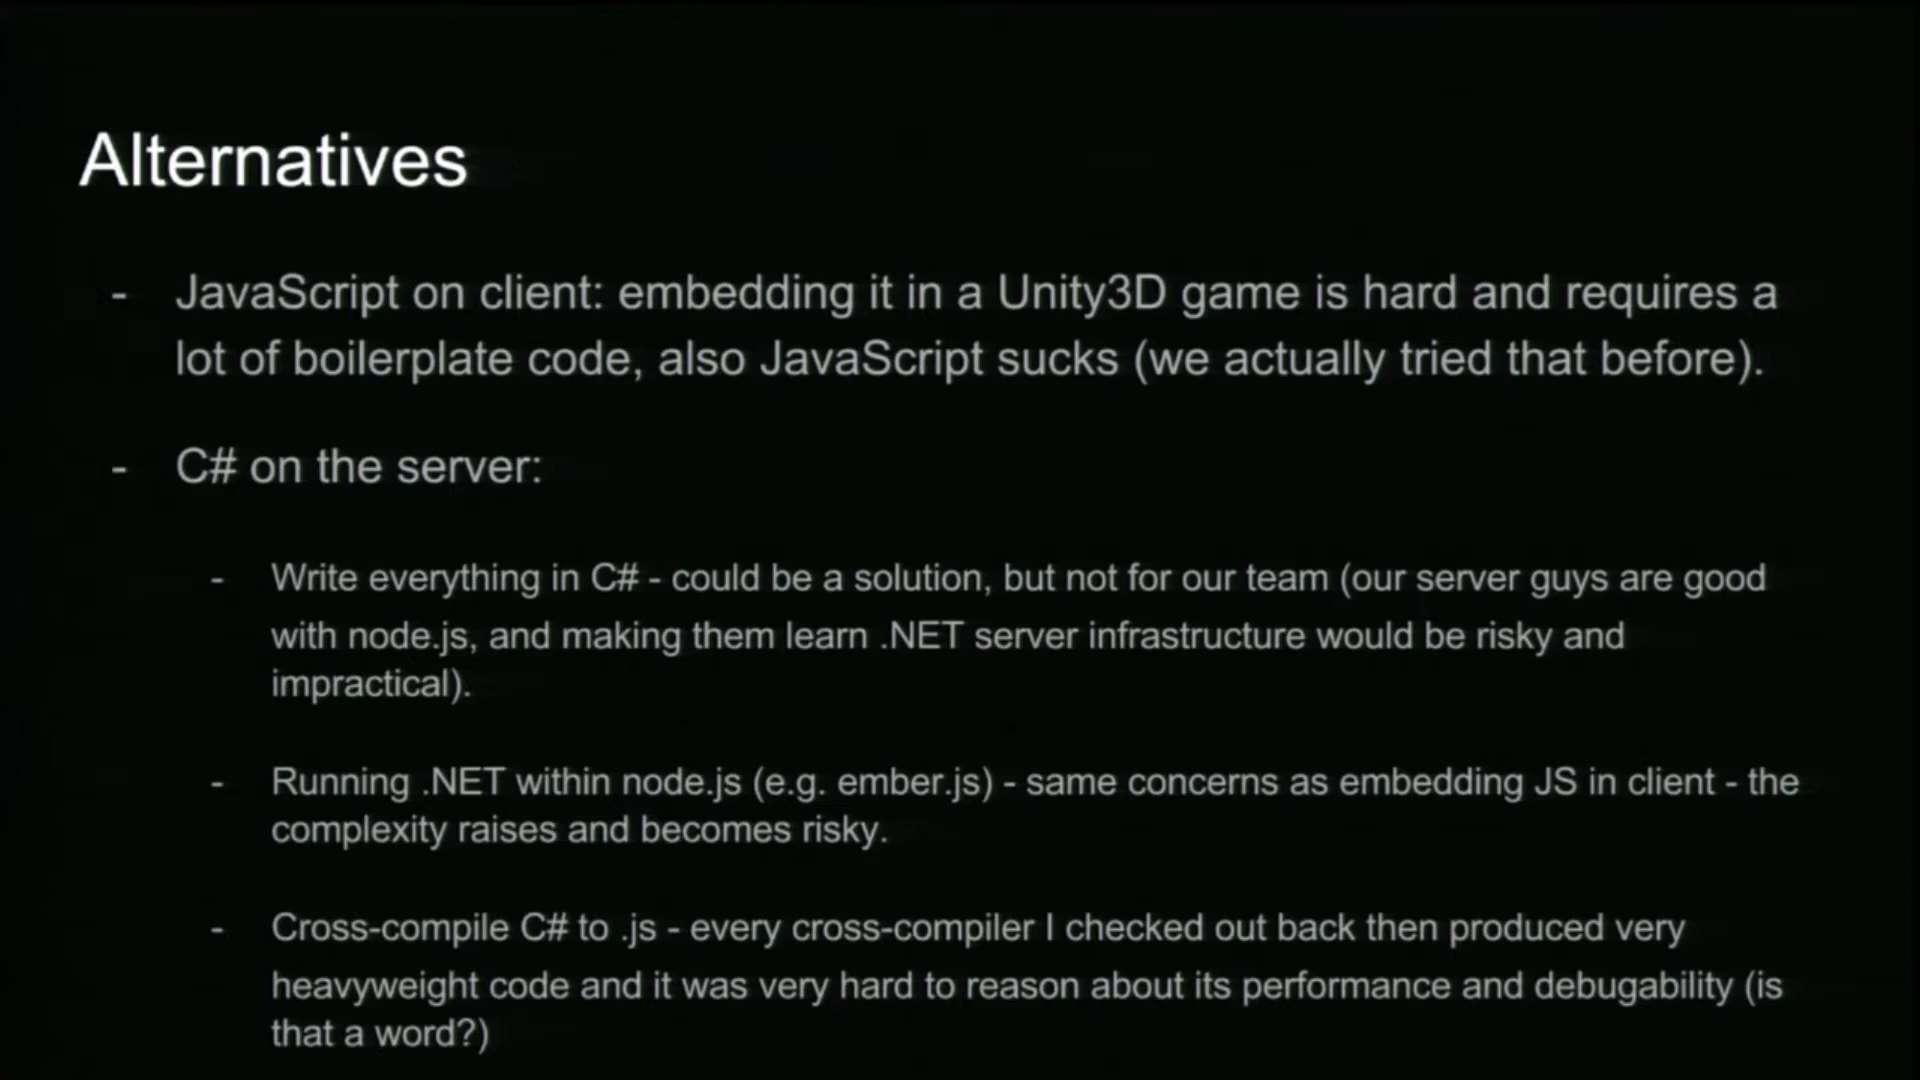 Alternatives
- JavaScript on client: embedding it in a Unity3D game is hard and requires a
lot of boilerplate code, also JavaScript sucks (we actually tried that before).
- C# on the server:
- Write everything in C# - could be a solution, but not for our team (our server guys are good
with node.js, and making them learn .NET server infrastructure would be risky and
impractical).
- Running .NET within node.js (e.g. ember.js) - same concerns as embedding JS in client - the
complexity raises and becomes risky.
- Cross-compile C# to .js - every cross-compiler I checked out back then produced very
heavyweight code and it was very hard to reason about its performance and debugability (is
that a word?)